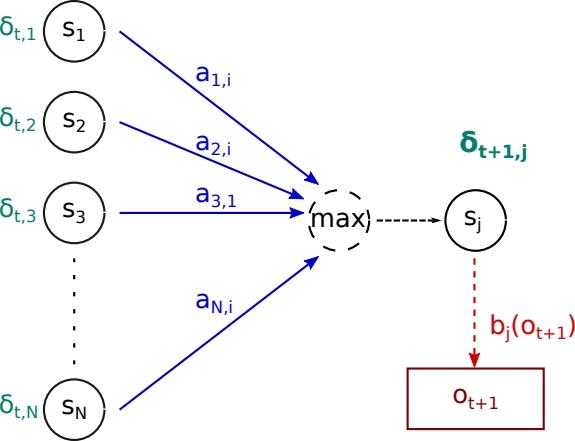 δt,1 s1
a1,i
δt,2 s2
a2,i
δt+1,j
δt,3 s3
a3,1
max
sj
aN,i
bj(ot+1)
δt,N sN
ot+1